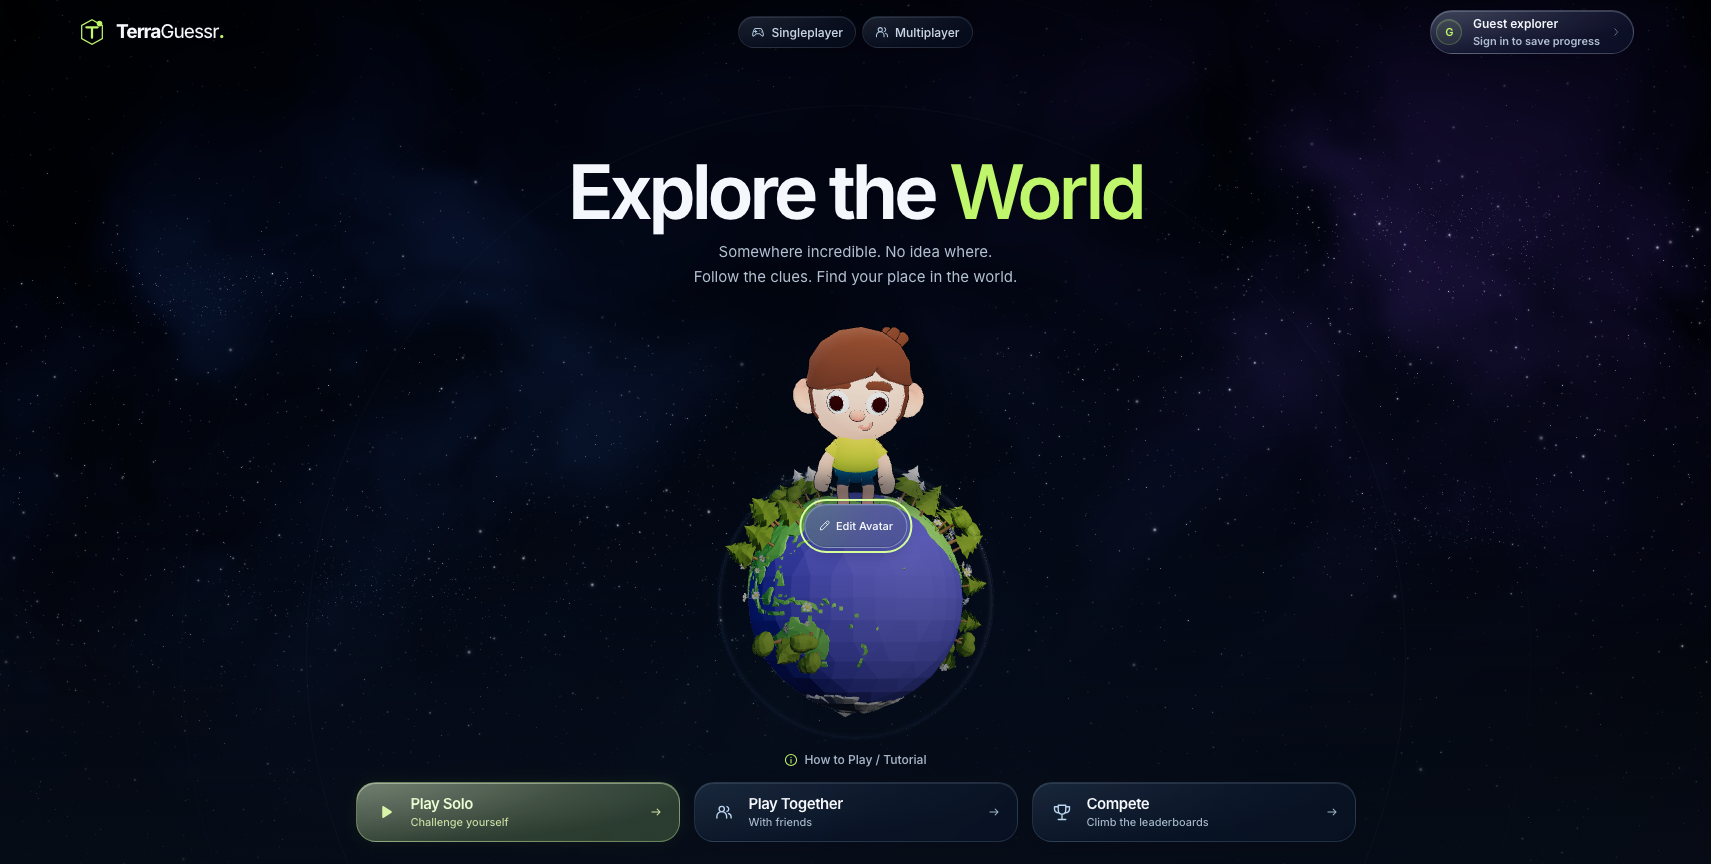 TerraGuessr.
Singleplayer
Multiplayer
G
Guest explorer
Sign in to save progress
Explore the World
Somewhere incredible. No idea where.
Follow the clues. Find your place in the world.
Edit Avatar
How to Play / Tutorial
Play Solo
Challenge yourself
Play Together
With friends
Compete
Climb the leaderboards